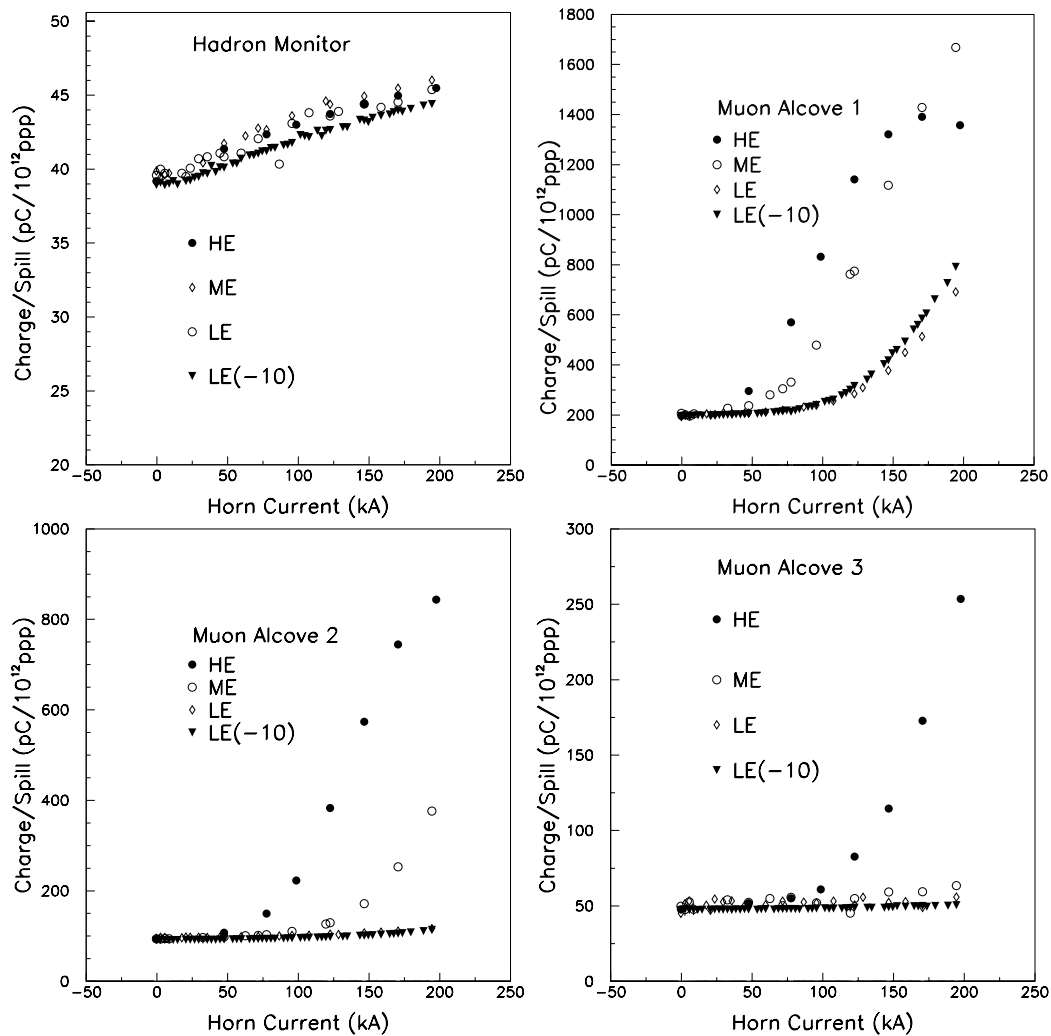 Hadron Monitor
HE
ME
LE
LE(−10)
Charge/Spill (pC/10¹²ppp)
50
45
40
35
30
25
20
−50 0 50 100 150 200 250
Horn Current (kA)
Muon Alcove 1
HE
ME
LE
LE(−10)
Charge/Spill (pC/10¹²ppp)
1800
1600
1400
1200
1000
800
600
400
200
0
−50 0 50 100 150 200 250
Horn Current (kA)
Muon Alcove 2
HE
ME
LE
LE(−10)
Charge/Spill (pC/10¹²ppp)
1000
800
600
400
200
0
−50 0 50 100 150 200 250
Horn Current (kA)
Muon Alcove 3
HE
ME
LE
LE(−10)
Charge/Spill (pC/10¹²ppp)
300
250
200
150
100
50
0
−50 0 50 100 150 200 250
Horn Current (kA)